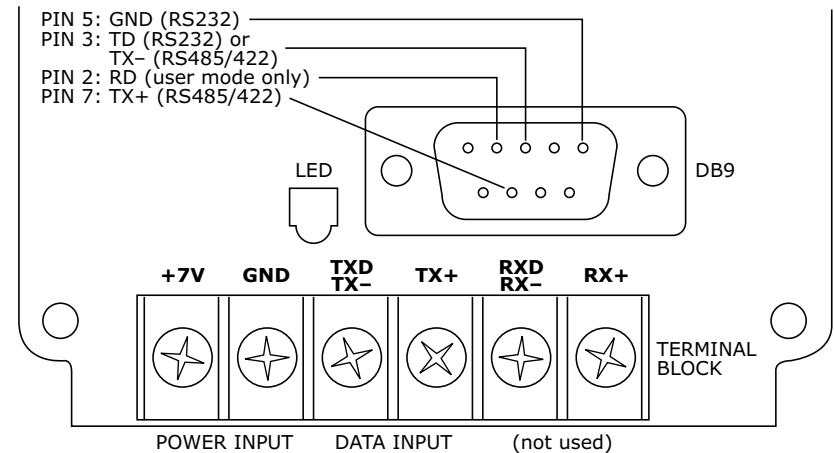 PIN 5: GND (RS232)
PIN 3: TD (RS232) or
TX– (RS485/422)
PIN 2: RD (user mode only)
PIN 7: TX+ (RS485/422)
LED
DB9
+7V GND TXD TX– TX+ RXD RX– RX+
TERMINAL
BLOCK
POWER INPUT DATA INPUT (not used)